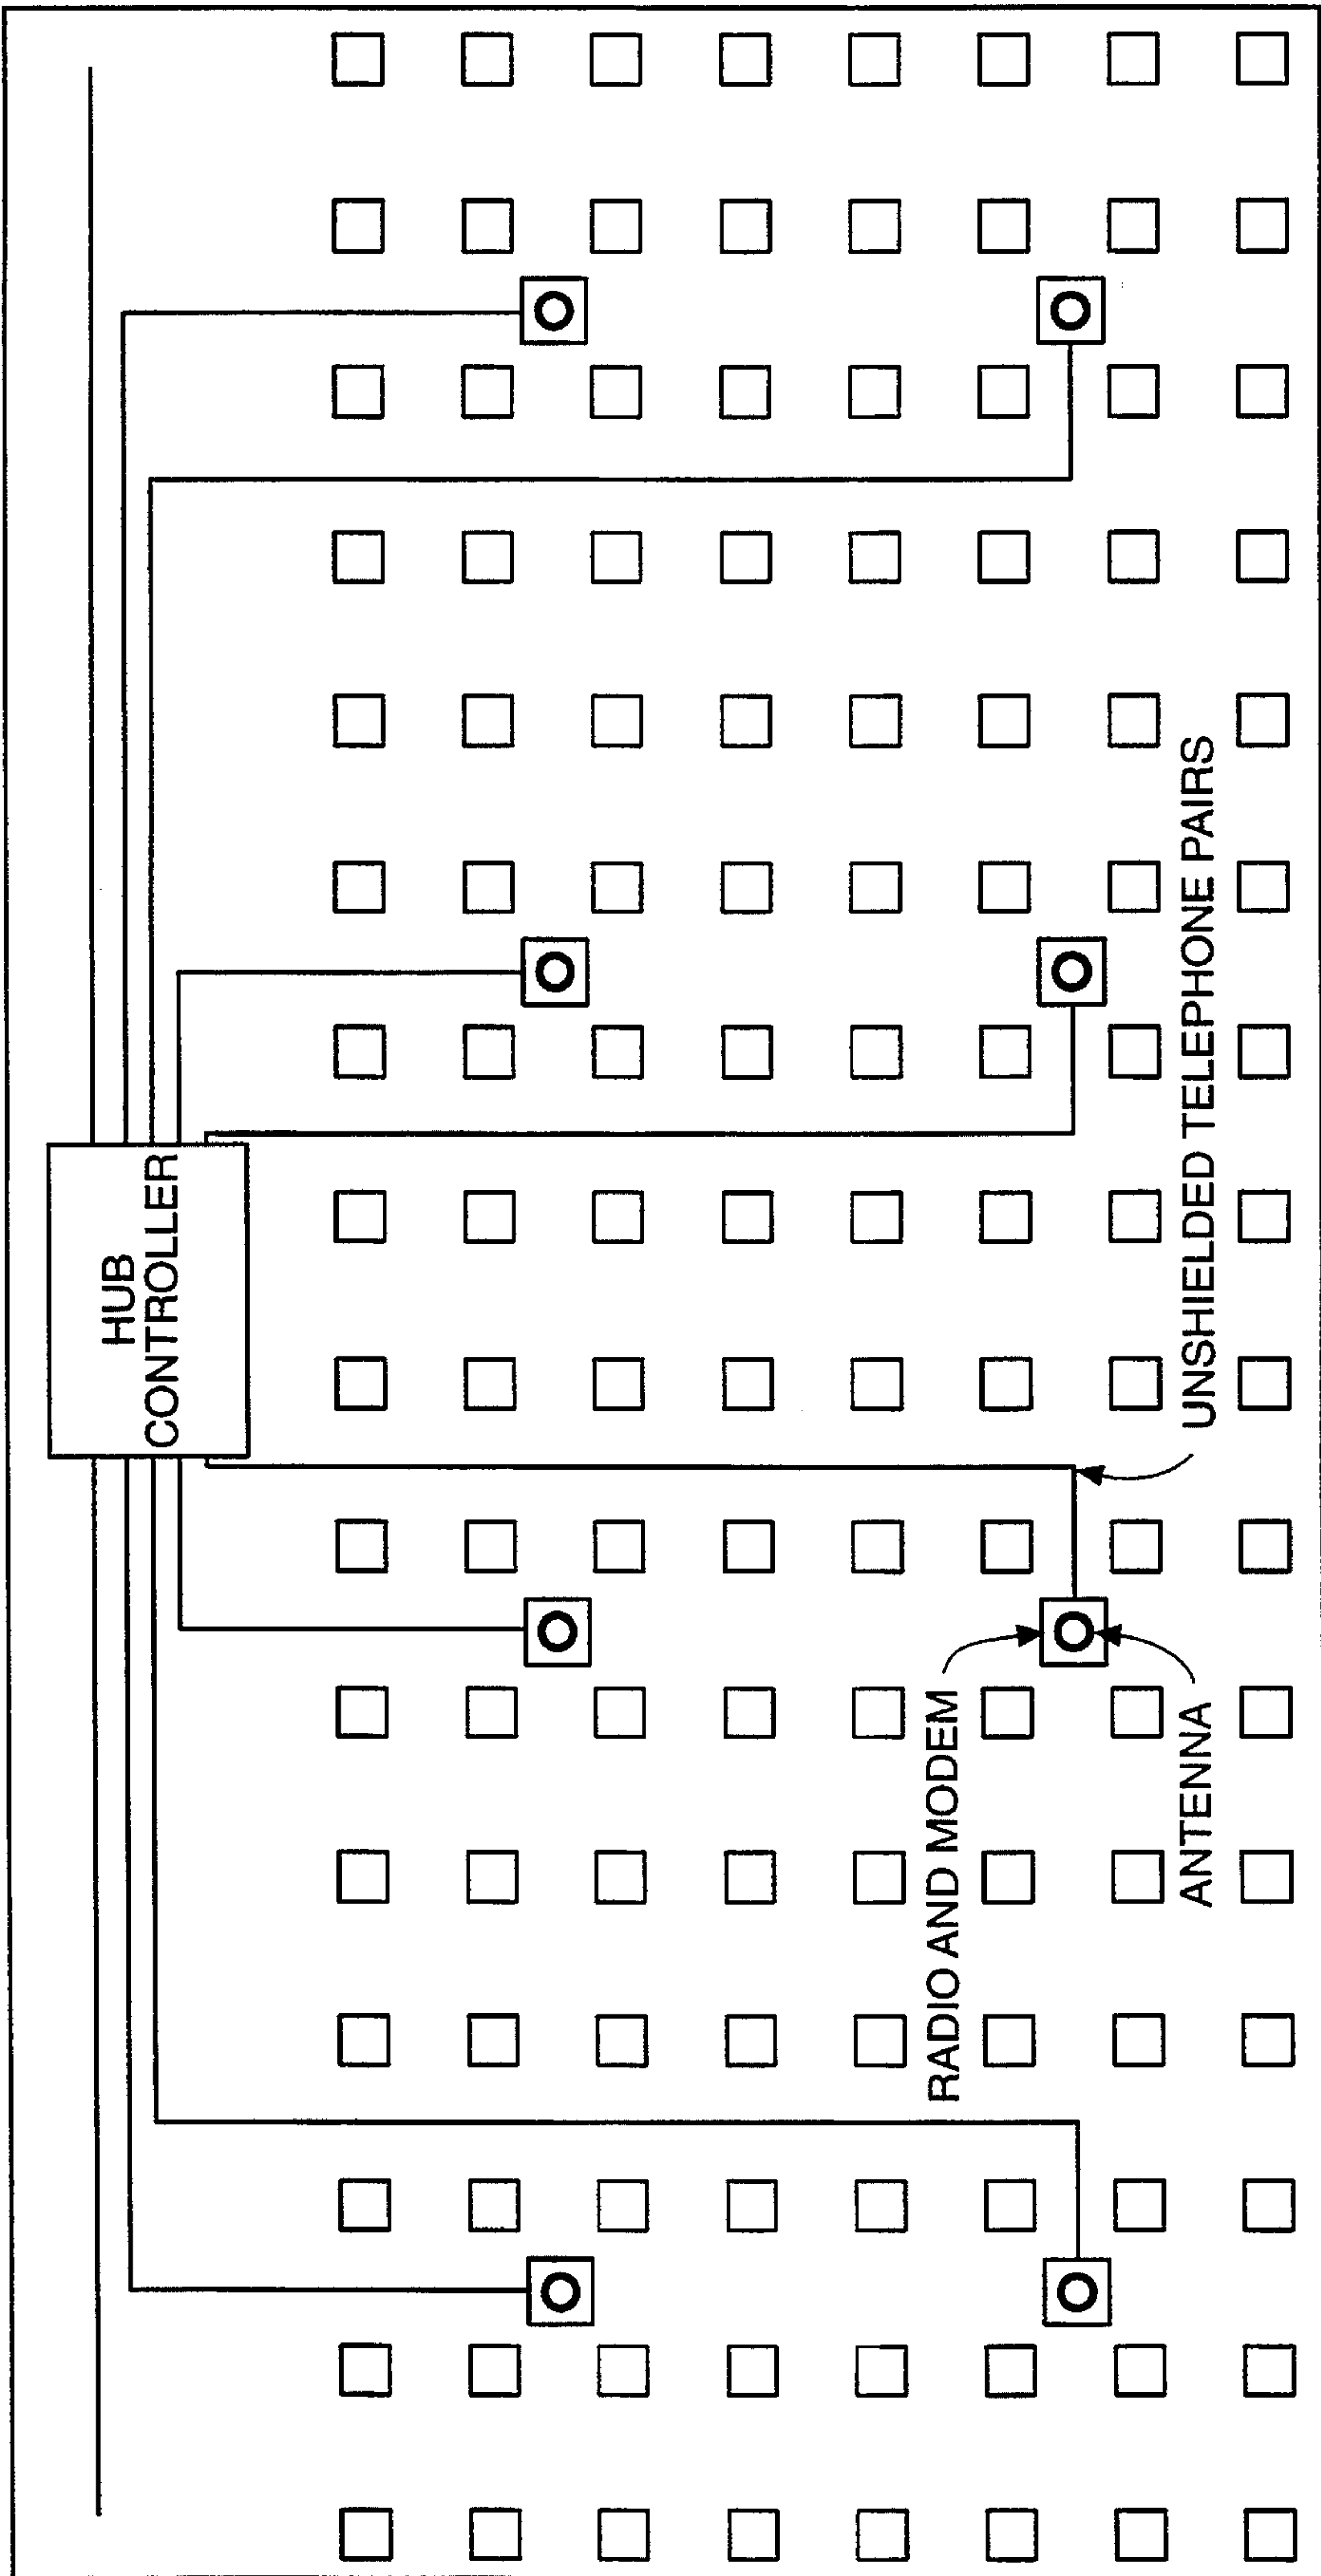 HUB
CONTROLLER
RADIO AND MODEM
ANTENNA
UNSHIELDED TELEPHONE PAIRS